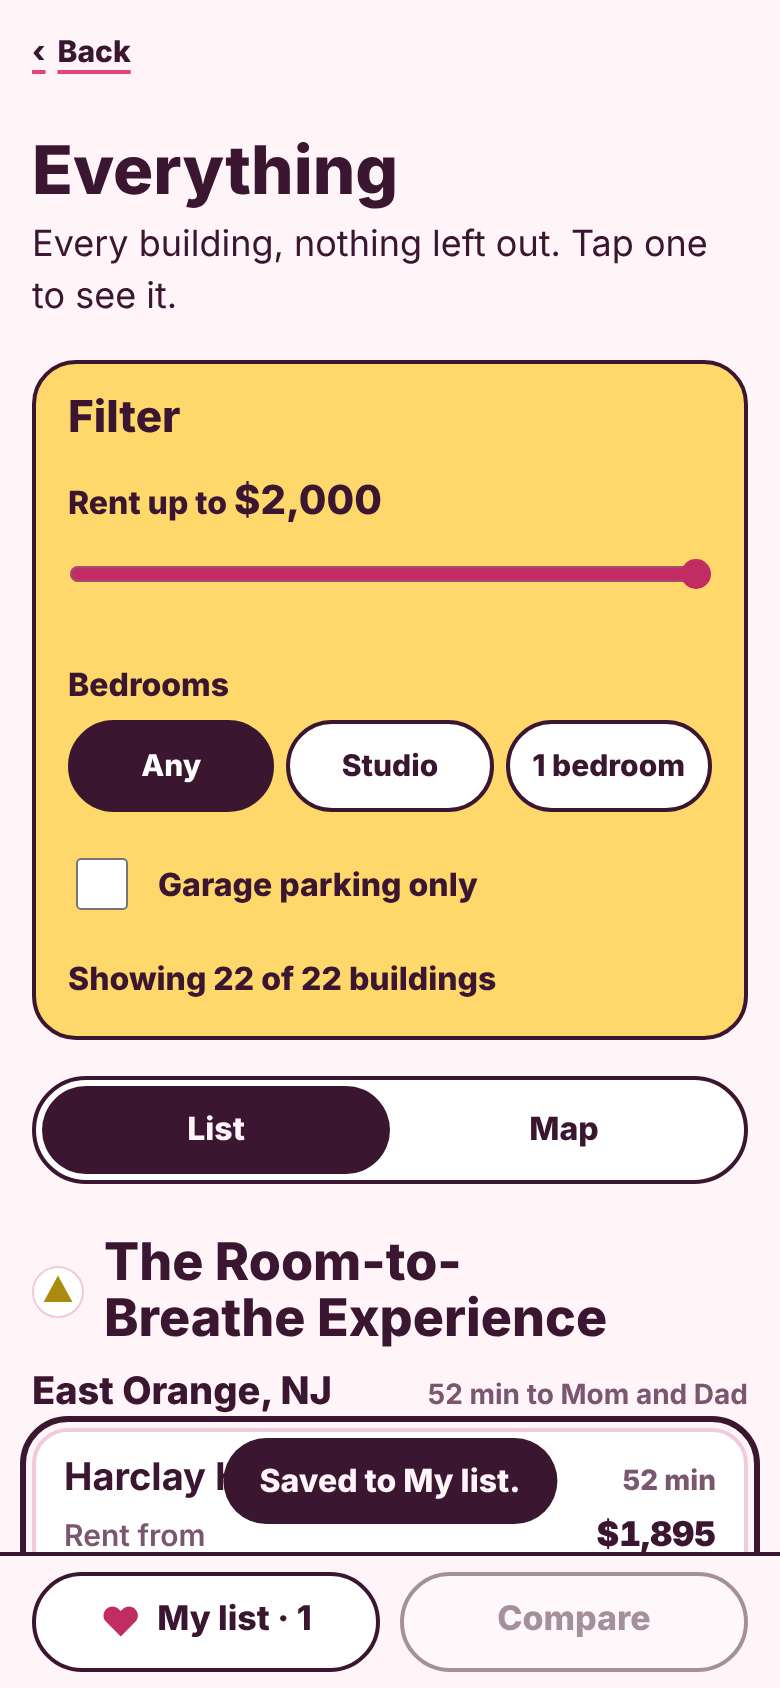 ‹ Back
Everything
Every building, nothing left out. Tap one
to see it.
Filter
Rent up to $2,000
Bedrooms
Any
Studio
1 bedroom
Garage parking only
Showing 22 of 22 buildings
List
Map
The Room-to-
Breathe Experience
East Orange, NJ
52 min to Mom and Dad
Harclay
Saved to My list.
52 min
Rent from
$1,895
My list · 1
Compare